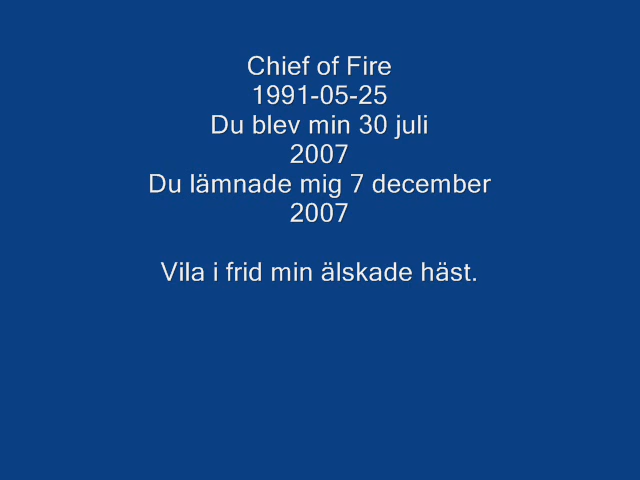 Chief of Fire
1991-05-25
Du blev min 30 juli
2007
Du lämnade mig 7 december
2007
Vila i frid min älskade häst.